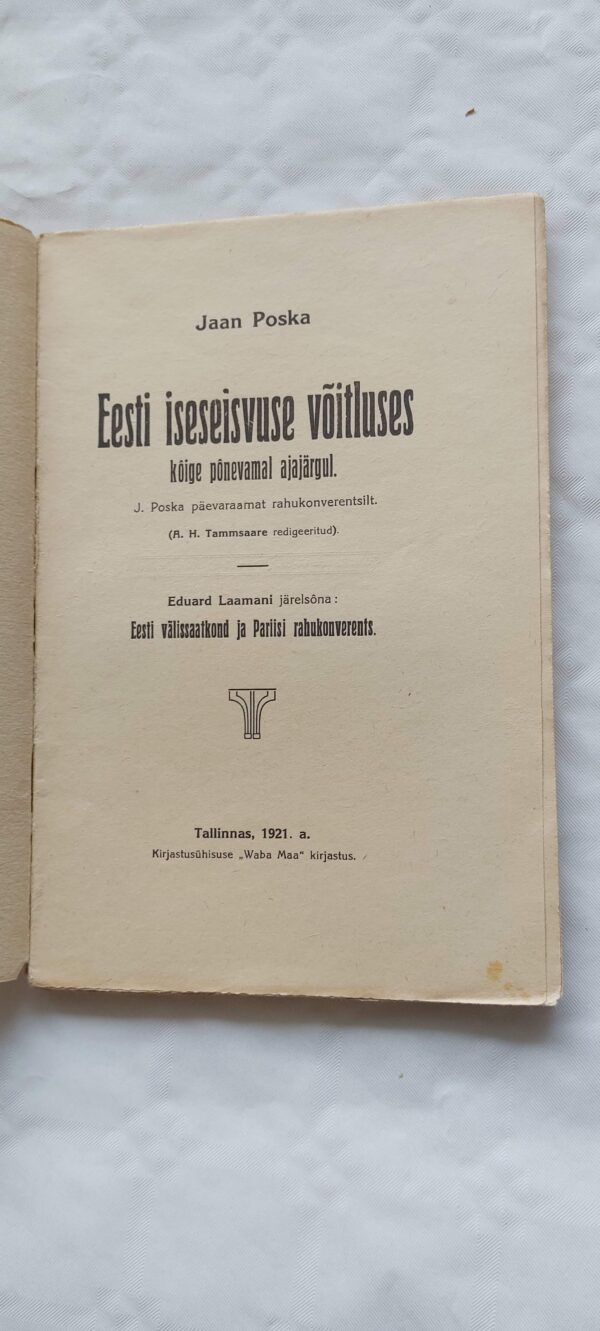 Jaan Poska
Eesti iseseisvuse võitluses
kõige põnevamal ajajärgul.
J. Poska päevaraamat rahukonverentsilt.
(A. H. Tammsaare redigeeritud).
Eduard Laamani järelsõna:
Eesti välissaatkond ja Pariisi rahukonverents.
Tallinnas, 1921. a.
Kirjastusühisuse „Waba Maa“ kirjastus.